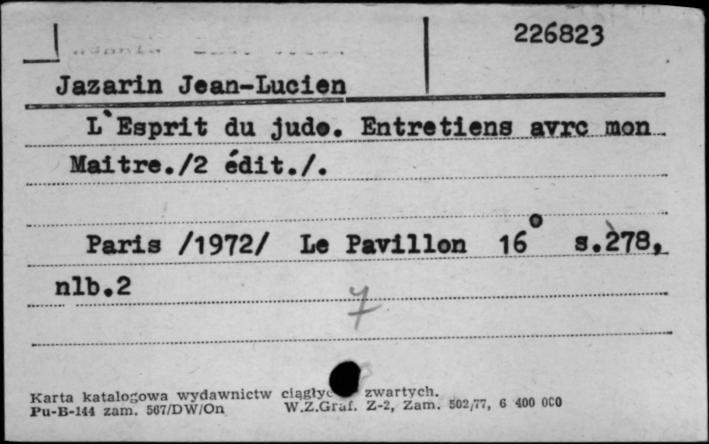 226823
Jazarin Jean-Lucien
L'Esprit du judo. Entretiens avrc mon
Maitre./2 édit./.
Paris /1972/ Le Pavillon 16° s.278,
nlb.2
7
Karta katalogowa wydawnictw zwartych.
Pu-B-144 zam. 567/DW/On W.Z.Graf. Z-2, Zam. 502/77, 6 400 000